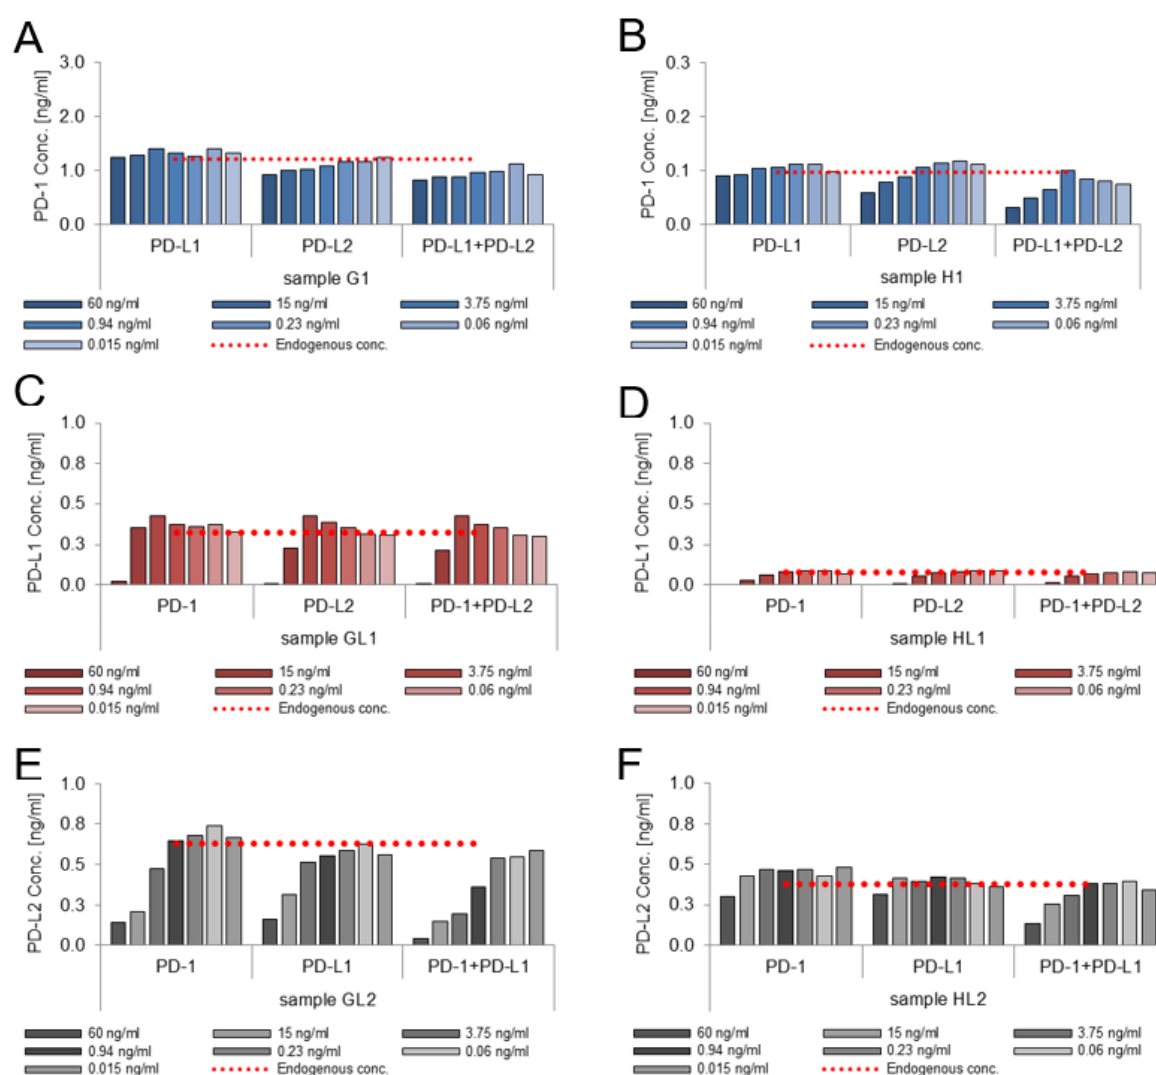 A
PD-1 Conc. [ng/ml]
3.0
2.0
1.0
0.0
PD-L1 PD-L2 PD-L1+PD-L2
sample G1
60 ng/ml 15 ng/ml 3.75 ng/ml
0.94 ng/ml 0.23 ng/ml 0.06 ng/ml
0.015 ng/ml Endogenous conc.
B
PD-1 Conc. [ng/ml]
0.3
0.2
0.1
0.0
PD-L1 PD-L2 PD-L1+PD-L2
sample H1
60 ng/ml 15 ng/ml 3.75 ng/ml
0.94 ng/ml 0.23 ng/ml 0.06 ng/ml
0.015 ng/ml Endogenous conc.
C
PD-L1 Conc. [ng/ml]
1.0
0.8
0.5
0.3
0.0
PD-1 PD-L2 PD-1+PD-L2
sample GL1
60 ng/ml 15 ng/ml 3.75 ng/ml
0.94 ng/ml 0.23 ng/ml 0.06 ng/ml
0.015 ng/ml Endogenous conc.
D
PD-L1 Conc. [ng/ml]
1.0
0.8
0.5
0.3
0.0
PD-1 PD-L2 PD-1+PD-L2
sample HL1
60 ng/ml 15 ng/ml 3.75 ng/ml
0.94 ng/ml 0.23 ng/ml 0.06 ng/ml
0.015 ng/ml Endogenous conc.
E
PD-L2 Conc. [ng/ml]
1.0
0.8
0.5
0.3
0.0
PD-1 PD-L1 PD-1+PD-L1
sample GL2
60 ng/ml 15 ng/ml 3.75 ng/ml
0.94 ng/ml 0.23 ng/ml 0.06 ng/ml
0.015 ng/ml Endogenous conc.
F
PD-L2 Conc. [ng/ml]
1.0
0.8
0.5
0.3
0.0
PD-1 PD-L1 PD-1+PD-L1
sample HL2
60 ng/ml 15 ng/ml 3.75 ng/ml
0.94 ng/ml 0.23 ng/ml 0.06 ng/ml
0.015 ng/ml Endogenous conc.